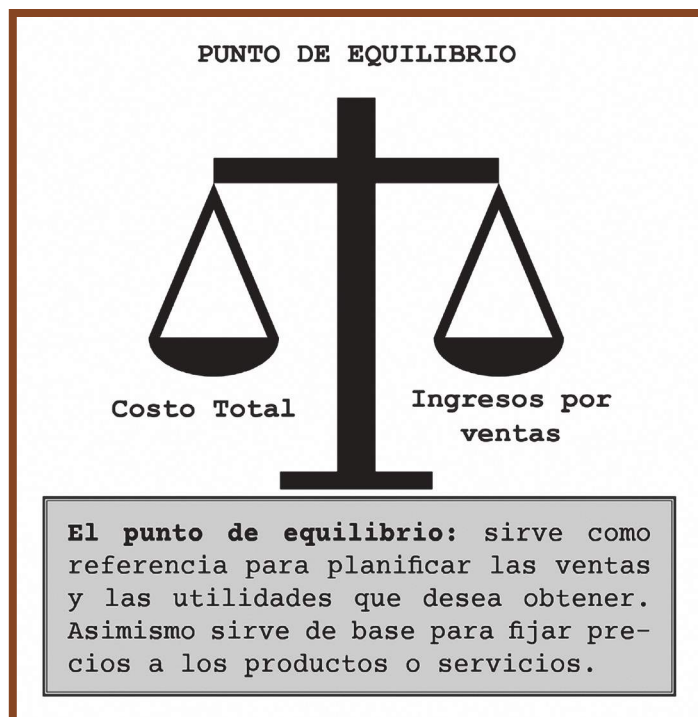 PUNTO DE EQUILIBRIO
Costo Total
Ingresos por
ventas
El punto de equilibrio: sirve como
referencia para planificar las ventas
y las utilidades que desea obtener.
Asimismo sirve de base para fijar pre-
cios a los productos o servicios.